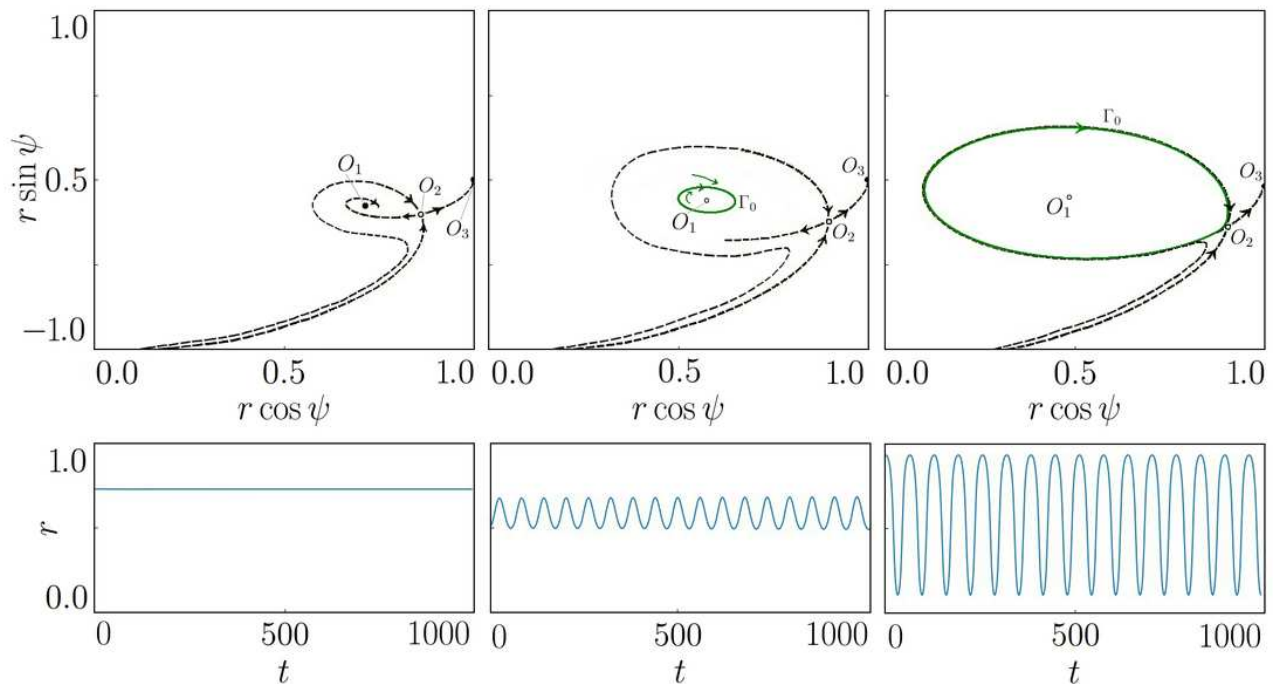 1.0
0.5
−1.0
r sin ψ
O₁
O₂
O₃
0.0 0.5 1.0
r cos ψ
O₃
O₁
Γ₀
O₂
0.0 0.5 1.0
r cos ψ
Γ₀
O₃
O₁
O₂
0.0 0.5 1.0
r cos ψ
1.0
r
0.0
0 500 1000
t
0 500 1000
t
0 500 1000
t